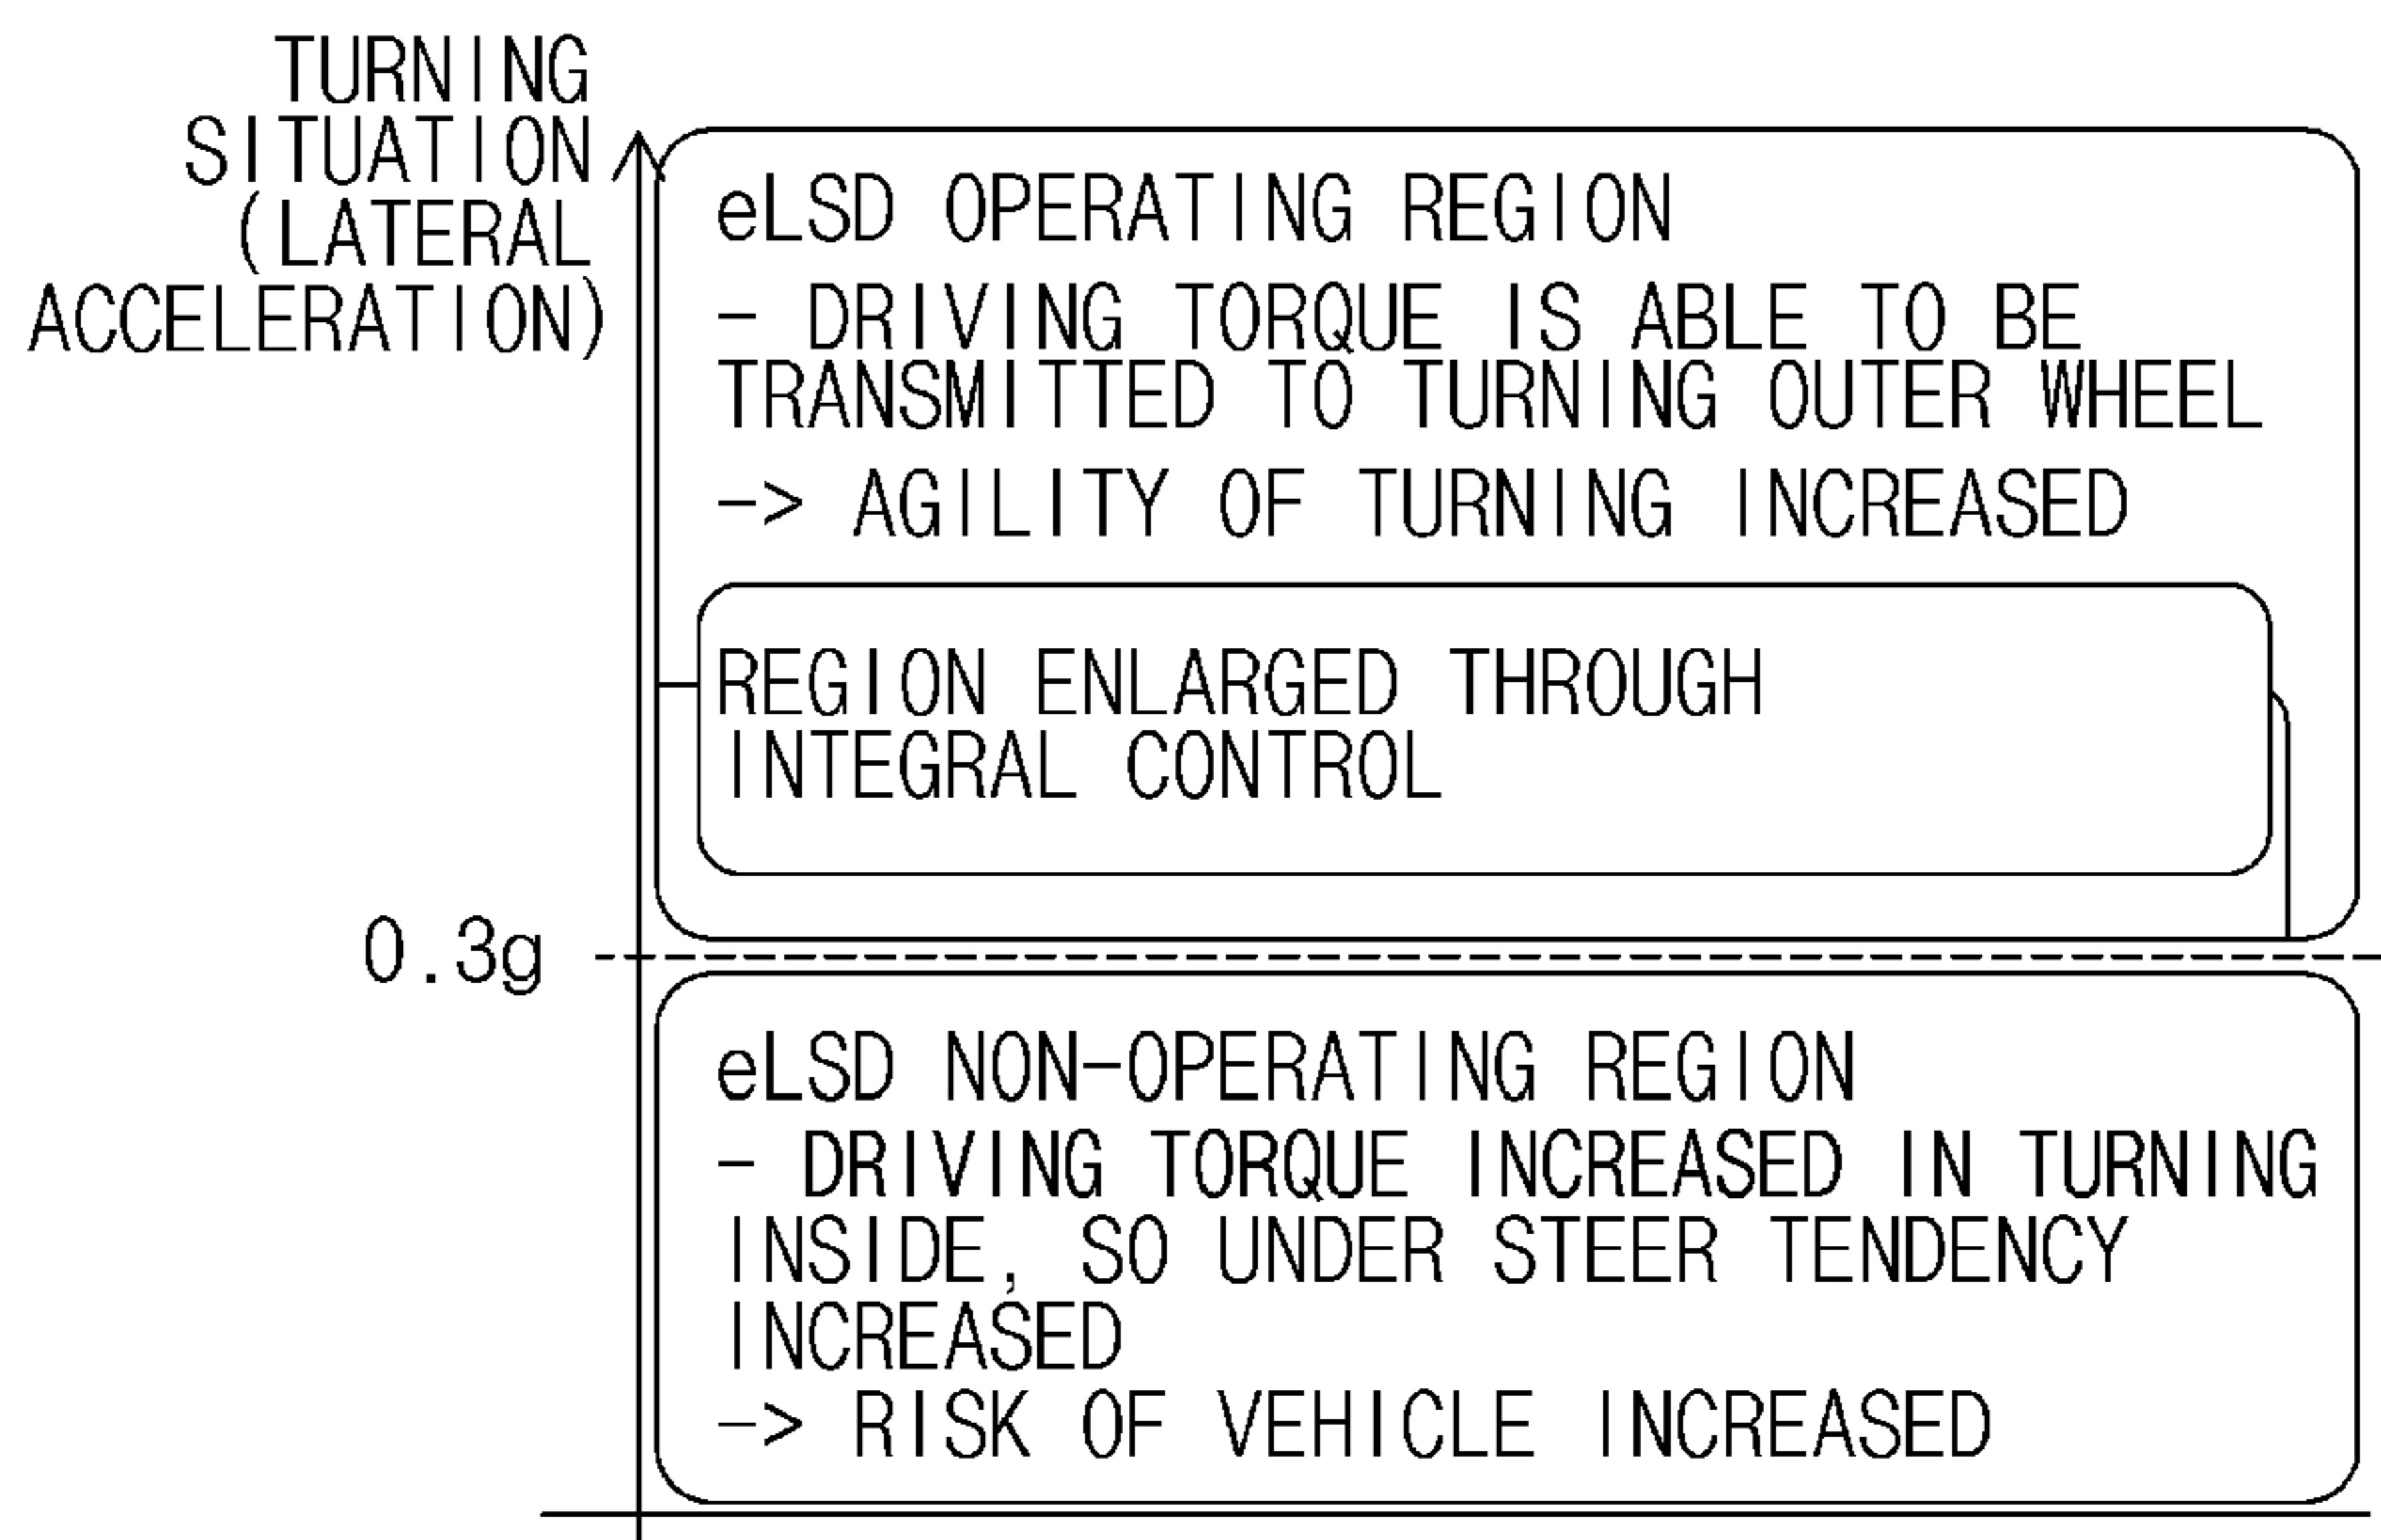 TURNING
SITUATION
(LATERAL
ACCELERATION)
eLSD OPERATING REGION
- DRIVING TORQUE IS ABLE TO BE
TRANSMITTED TO TURNING OUTER WHEEL
-> AGILITY OF TURNING INCREASED
REGION ENLARGED THROUGH
INTEGRAL CONTROL
0.3g
eLSD NON-OPERATING REGION
- DRIVING TORQUE INCREASED IN TURNING
INSIDE, SO UNDER STEER TENDENCY
INCREASED
-> RISK OF VEHICLE INCREASED